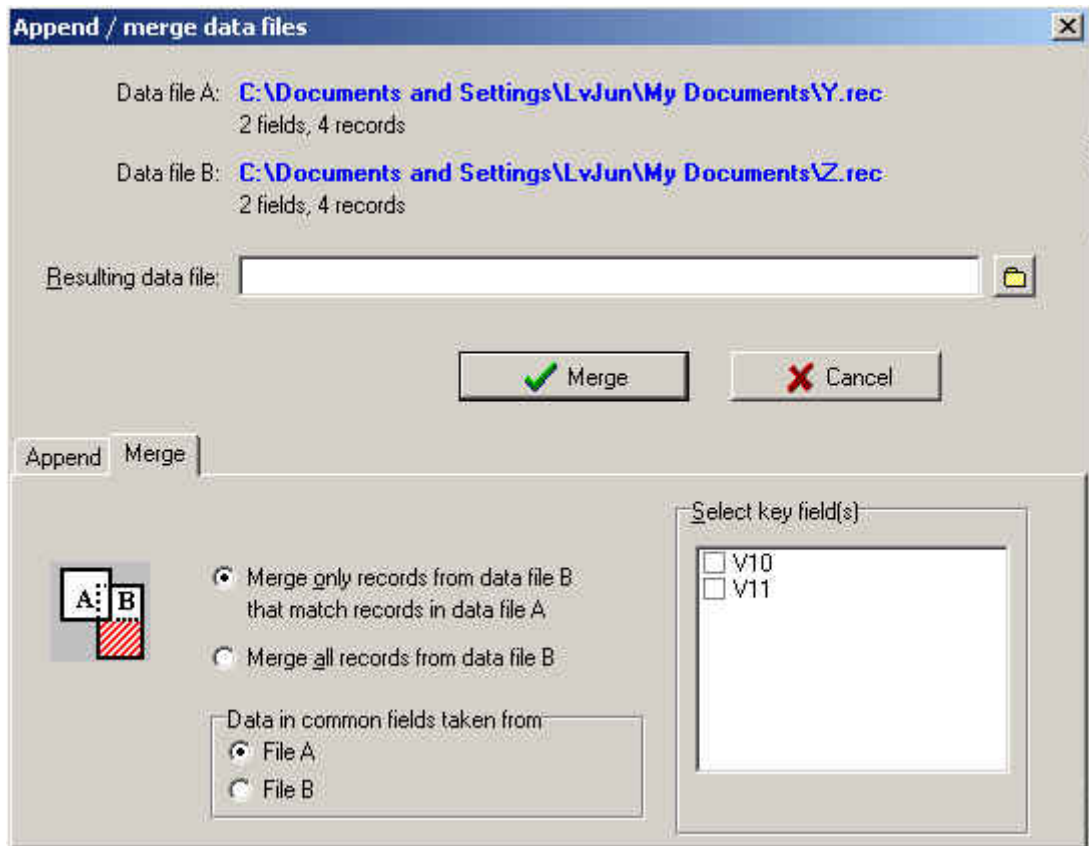 Append / merge data files
Data file A: C:\Documents and Settings\LvJun\My Documents\Y.rec
2 fields, 4 records
Data file B: C:\Documents and Settings\LvJun\My Documents\Z.rec
2 fields, 4 records
Resulting data file:
Merge
Cancel
Append
Merge
A
B
Merge only records from data file B
that match records in data file A
Merge all records from data file B
Data in common fields taken from
File A
File B
Select key field(s)
V10
V11